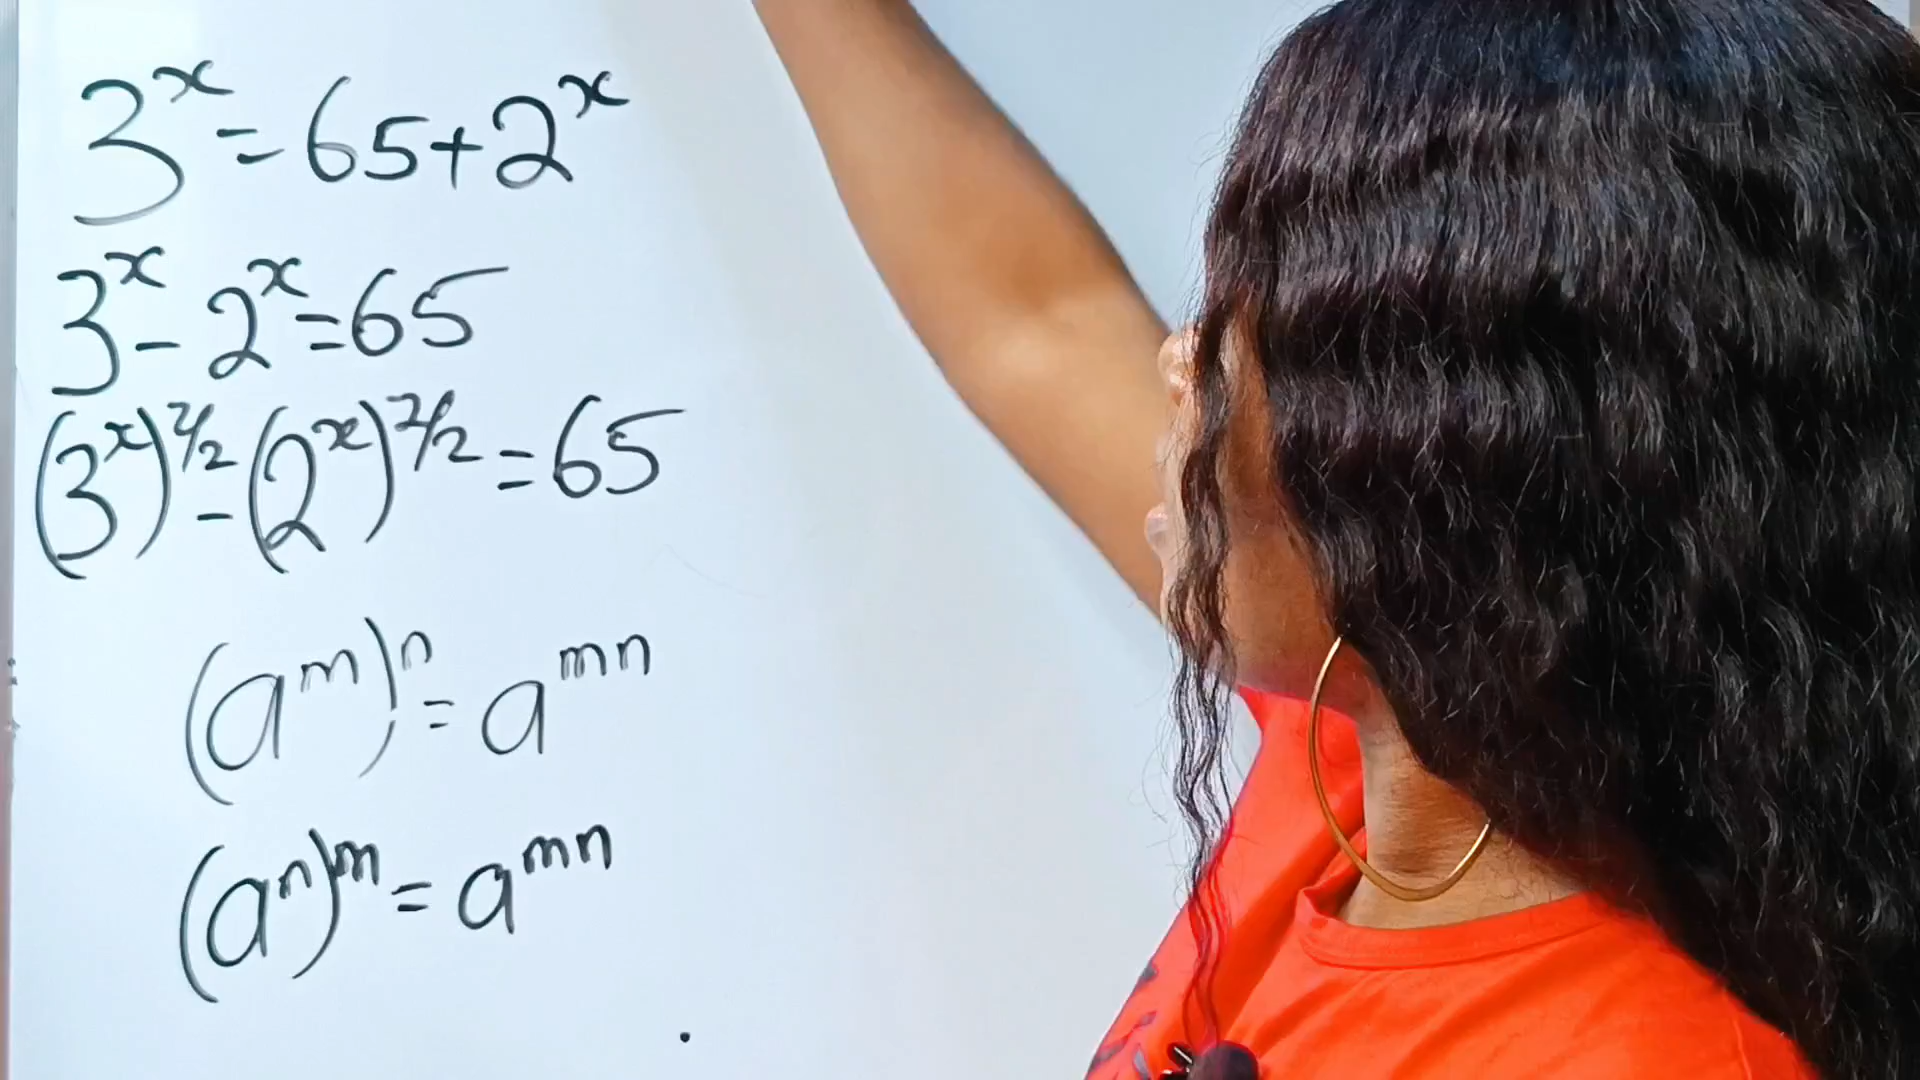 3^x = 65 + 2^x
3^x - 2^x = 65
(3^x)^2/2 - (2^x)^2/2 = 65
(a^m)^n = a^mn
(a^n)^m = a^mn